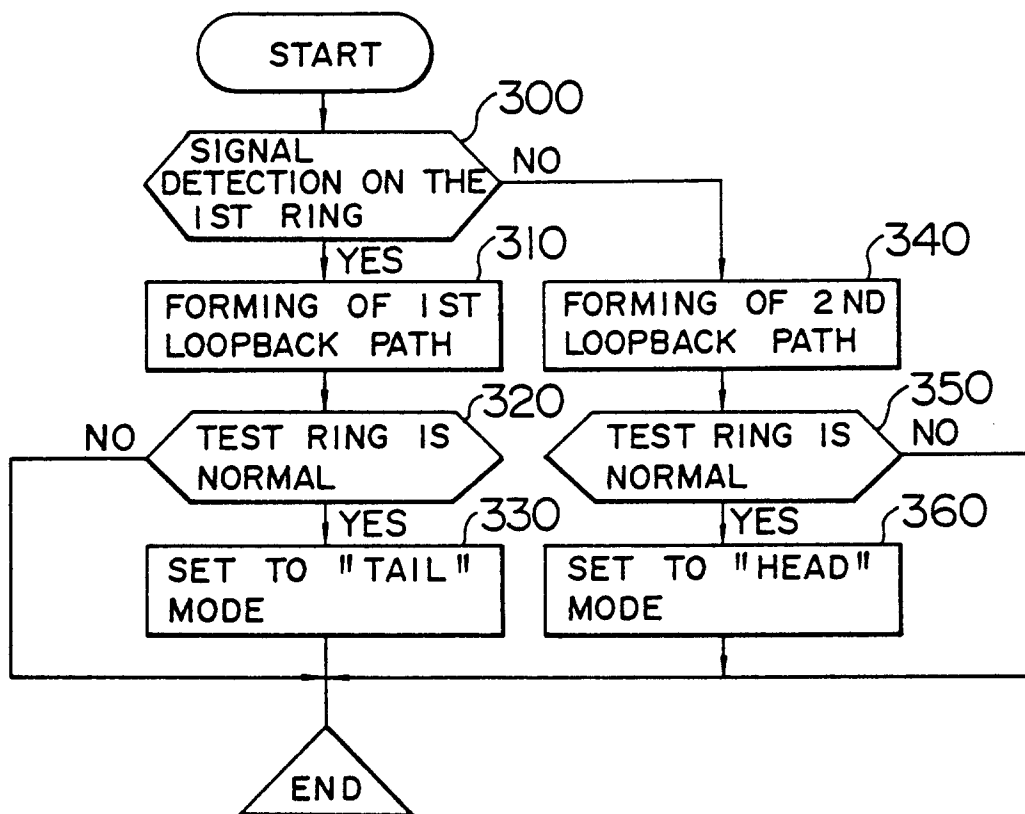 START
300
SIGNAL
DETECTION ON THE
1ST RING
NO
YES
310
340
FORMING OF 1ST
LOOPBACK PATH
FORMING OF 2ND
LOOPBACK PATH
320
350
NO
TEST RING IS
NORMAL
TEST RING IS
NORMAL
NO
YES
330
YES
360
SET TO "TAIL"
MODE
SET TO "HEAD"
MODE
END